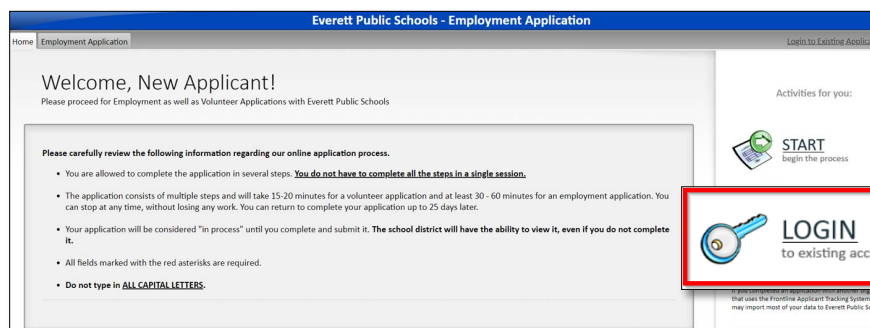 Everett Public Schools - Employment Application
Home Employment Application Login to Existing Applica
Welcome, New Applicant!
Please proceed for Employment as well as Volunteer Applications with Everett Public Schools
Activities for you:
Please carefully review the following information regarding our online application process.
• You are allowed to complete the application in several steps. You do not have to complete all the steps in a single session.
• The application consists of multiple steps and will take 15-20 minutes for a volunteer application and at least 30 - 60 minutes for an employment application. You
can stop at any time, without losing any work. You can return to complete your application up to 25 days later.
• Your application will be considered "in process" until you complete and submit it. The school district will have the ability to view it, even if you do not complete
it.
• All fields marked with the red asterisks are required.
• Do not type in ALL CAPITAL LETTERS.
START
begin the process
LOGIN
to existing acc
that uses the Frontline Applicant Tracking System
may import most of your data to Everett Public Sc